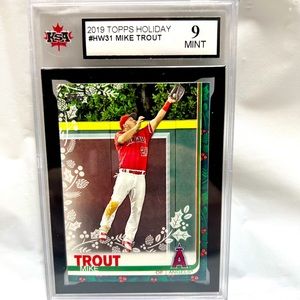 KSA
2019 TOPPS HOLIDAY
#HW31 MIKE TROUT
9
MINT
TROUT
MIKE
A